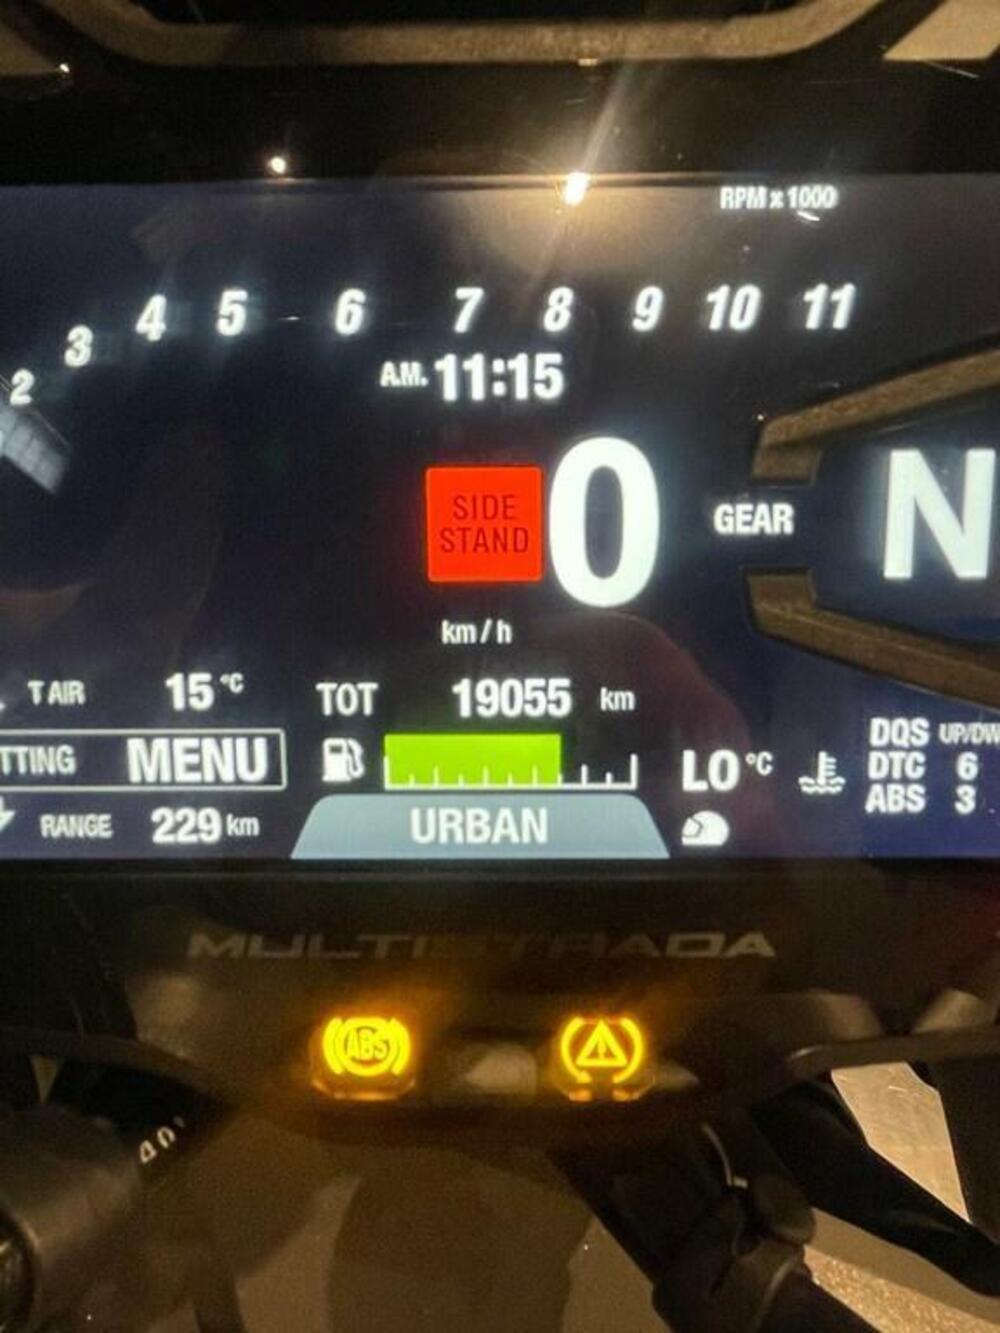 RPM x 1000
2 3 4 5 6 7 8 9 10 11
A.M. 11:15
SIDE
STAND
0
GEAR N
km/h
T AIR 15 °C
TOT 19055 km
TTING MENU
LO °C
DQS UP/DW
DTC 6
ABS 3
RANGE 229 km
URBAN
MULTISTRADA
ABS